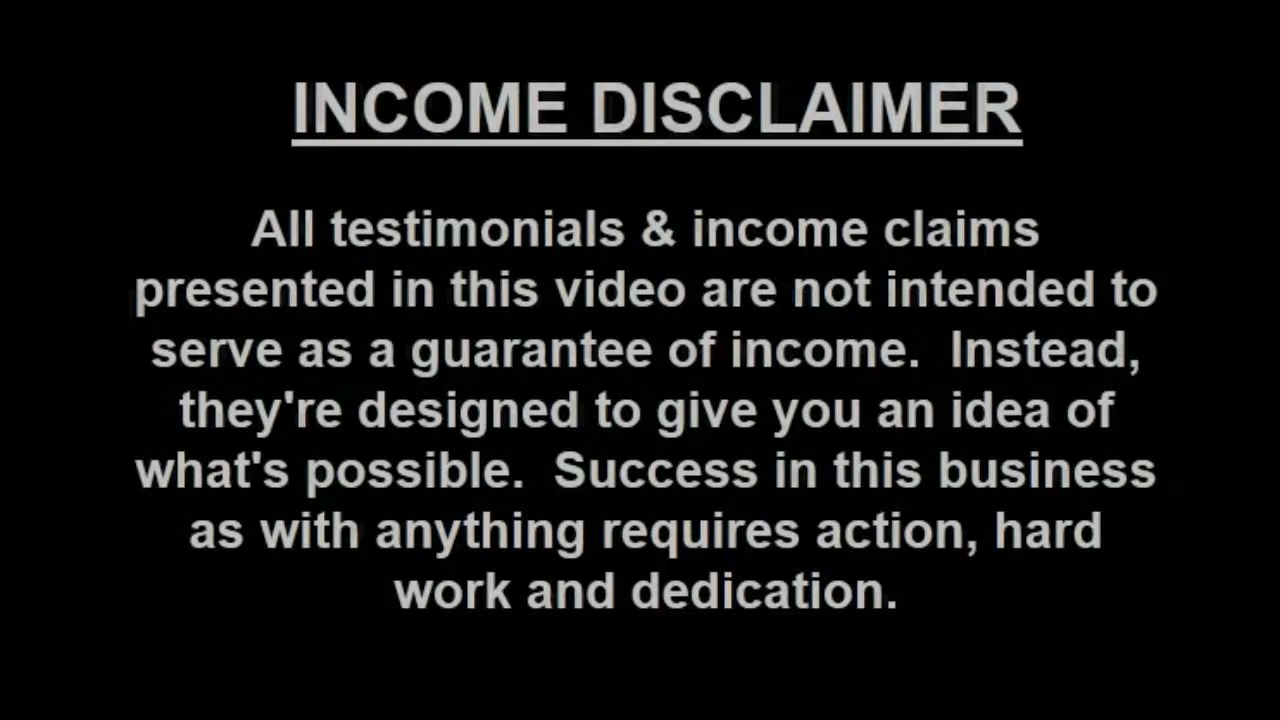 INCOME DISCLAIMER
All testimonials & income claims
presented in this video are not intended to
serve as a guarantee of income.  Instead,
they're designed to give you an idea of
what's possible.  Success in this business
as with anything requires action, hard
work and dedication.